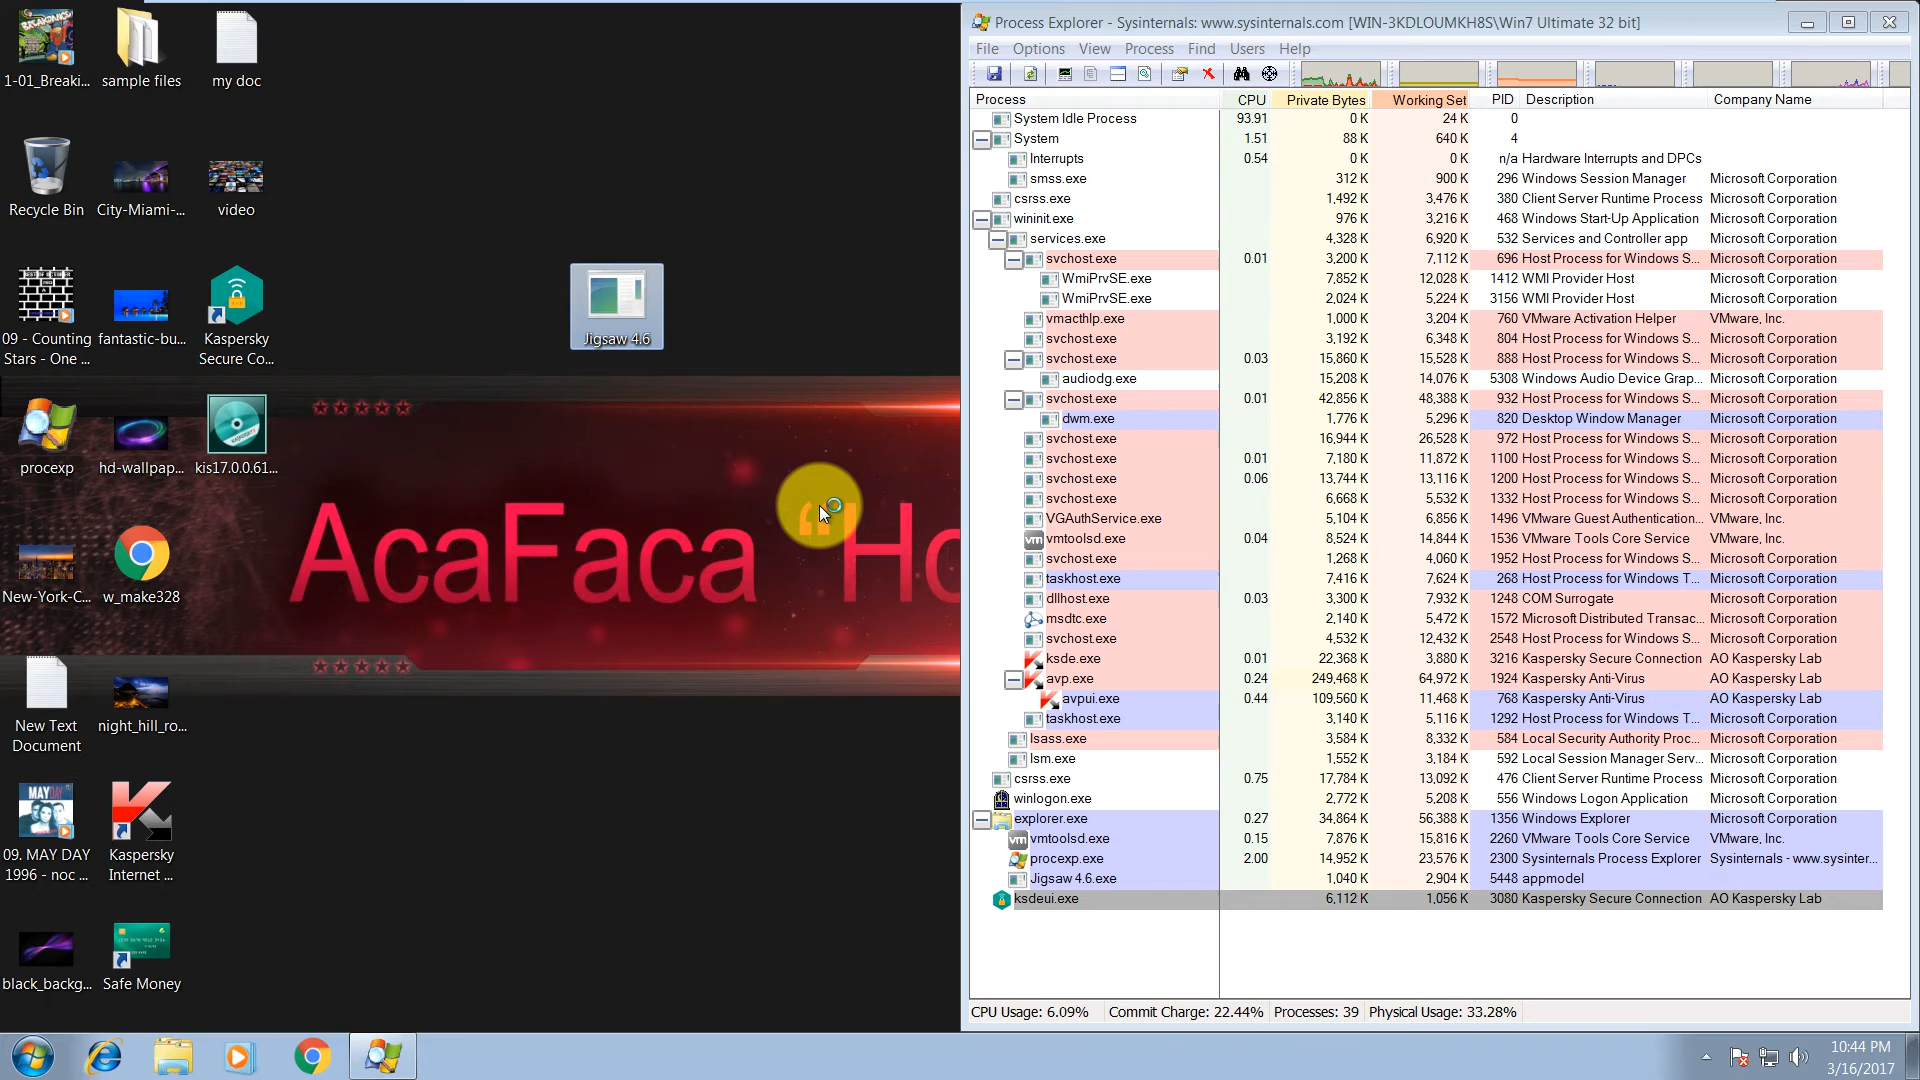 1-01_Breaki...
sample files
my doc
Recycle Bin
City-Miami-...
video
09 - Counting
Stars - One ...
fantastic-bu...
Kaspersky
Secure Co...
procexp
hd-wallpap...
kis17.0.0.61...
New-York-C...
w_make328
New Text
Document
night_hill_ro...
09. MAY DAY
1996 - noc ...
Kaspersky
Internet ...
black_backg...
Safe Money
Jigsaw 4.6
AcaFaca "Ho
Process Explorer - Sysinternals: www.sysinternals.com [WIN-3KDLOUMKH8S\Win7 Ultimate 32 bit]
File Options View Process Find Users Help
Process CPU Private Bytes Working Set PID Description Company Name
System Idle Process 93.91 0 K 24 K 0
System 1.51 88 K 640 K 4
Interrupts 0.54 0 K 0 K n/a Hardware Interrupts and DPCs
smss.exe 312 K 900 K 296 Windows Session Manager Microsoft Corporation
csrss.exe 1,492 K 3,476 K 380 Client Server Runtime Process Microsoft Corporation
wininit.exe 976 K 3,216 K 468 Windows Start-Up Application Microsoft Corporation
services.exe 4,328 K 6,920 K 532 Services and Controller app Microsoft Corporation
svchost.exe 0.01 3,200 K 7,112 K 696 Host Process for Windows S... Microsoft Corporation
WmiPrvSE.exe 7,852 K 12,028 K 1412 WMI Provider Host Microsoft Corporation
WmiPrvSE.exe 2,024 K 5,224 K 3156 WMI Provider Host Microsoft Corporation
vmacthlp.exe 1,000 K 3,204 K 760 VMware Activation Helper VMware, Inc.
svchost.exe 3,192 K 6,348 K 804 Host Process for Windows S... Microsoft Corporation
svchost.exe 0.03 15,860 K 15,528 K 888 Host Process for Windows S... Microsoft Corporation
audiodg.exe 15,208 K 14,076 K 5308 Windows Audio Device Grap... Microsoft Corporation
svchost.exe 0.01 42,856 K 48,388 K 932 Host Process for Windows S... Microsoft Corporation
dwm.exe 1,776 K 5,296 K 820 Desktop Window Manager Microsoft Corporation
svchost.exe 16,944 K 26,528 K 972 Host Process for Windows S... Microsoft Corporation
svchost.exe 0.01 7,180 K 11,872 K 1100 Host Process for Windows S... Microsoft Corporation
svchost.exe 0.06 13,744 K 13,116 K 1200 Host Process for Windows S... Microsoft Corporation
svchost.exe 6,668 K 5,532 K 1332 Host Process for Windows S... Microsoft Corporation
VGAuthService.exe 5,104 K 6,856 K 1496 VMware Guest Authentication... VMware, Inc.
vmtoolsd.exe 0.04 8,524 K 14,844 K 1536 VMware Tools Core Service VMware, Inc.
svchost.exe 1,268 K 4,060 K 1952 Host Process for Windows S... Microsoft Corporation
taskhost.exe 7,416 K 7,624 K 268 Host Process for Windows T... Microsoft Corporation
dllhost.exe 0.03 3,300 K 7,932 K 1248 COM Surrogate Microsoft Corporation
msdtc.exe 2,140 K 5,472 K 1572 Microsoft Distributed Transac... Microsoft Corporation
svchost.exe 4,532 K 12,432 K 2548 Host Process for Windows S... Microsoft Corporation
ksde.exe 0.01 22,368 K 3,880 K 3216 Kaspersky Secure Connection AO Kaspersky Lab
avp.exe 0.24 249,468 K 64,972 K 1924 Kaspersky Anti-Virus AO Kaspersky Lab
avpui.exe 0.44 109,560 K 11,468 K 768 Kaspersky Anti-Virus AO Kaspersky Lab
taskhost.exe 3,140 K 5,116 K 1292 Host Process for Windows T... Microsoft Corporation
lsass.exe 3,584 K 8,332 K 584 Local Security Authority Proc... Microsoft Corporation
lsm.exe 1,552 K 3,184 K 592 Local Session Manager Serv... Microsoft Corporation
csrss.exe 0.75 17,784 K 13,092 K 476 Client Server Runtime Process Microsoft Corporation
winlogon.exe 2,772 K 5,208 K 556 Windows Logon Application Microsoft Corporation
explorer.exe 0.27 34,864 K 56,388 K 1356 Windows Explorer Microsoft Corporation
vmtoolsd.exe 0.15 7,876 K 15,816 K 2260 VMware Tools Core Service VMware, Inc.
procexp.exe 2.00 14,952 K 23,576 K 2300 Sysinternals Process Explorer Sysinternals - www.sysinter...
Jigsaw 4.6.exe 1,040 K 2,904 K 5448 appmodel
ksdeui.exe 6,112 K 1,056 K 3080 Kaspersky Secure Connection AO Kaspersky Lab
CPU Usage: 6.09% Commit Charge: 22.44% Processes: 39 Physical Usage: 33.28%
10:44 PM
3/16/2017